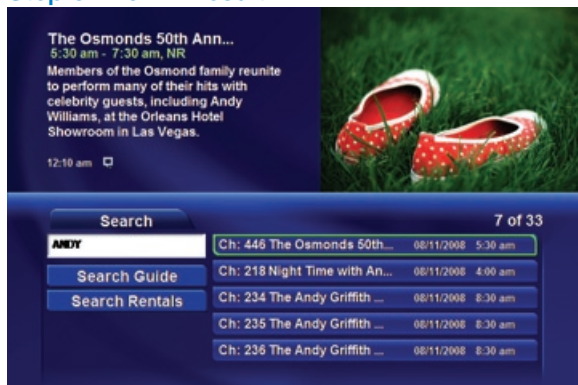 The Osmonds 50th Ann...
5:30 am - 7:30 am, NR
Members of the Osmond family reunite
to perform many of their hits with
celebrity guests, including Andy
Williams, at the Orleans Hotel
Showroom in Las Vegas.
12:10 am
Search
7 of 33
ANDY
Search Guide
Search Rentals
Ch: 446 The Osmonds 50th... 08/11/2008 5:30 am
Ch: 218 Night Time with An... 08/11/2008 4:00 am
Ch: 234 The Andy Griffith ... 08/11/2008 8:30 am
Ch: 235 The Andy Griffith ... 08/11/2008 8:30 am
Ch: 236 The Andy Griffith ... 08/11/2008 8:30 am